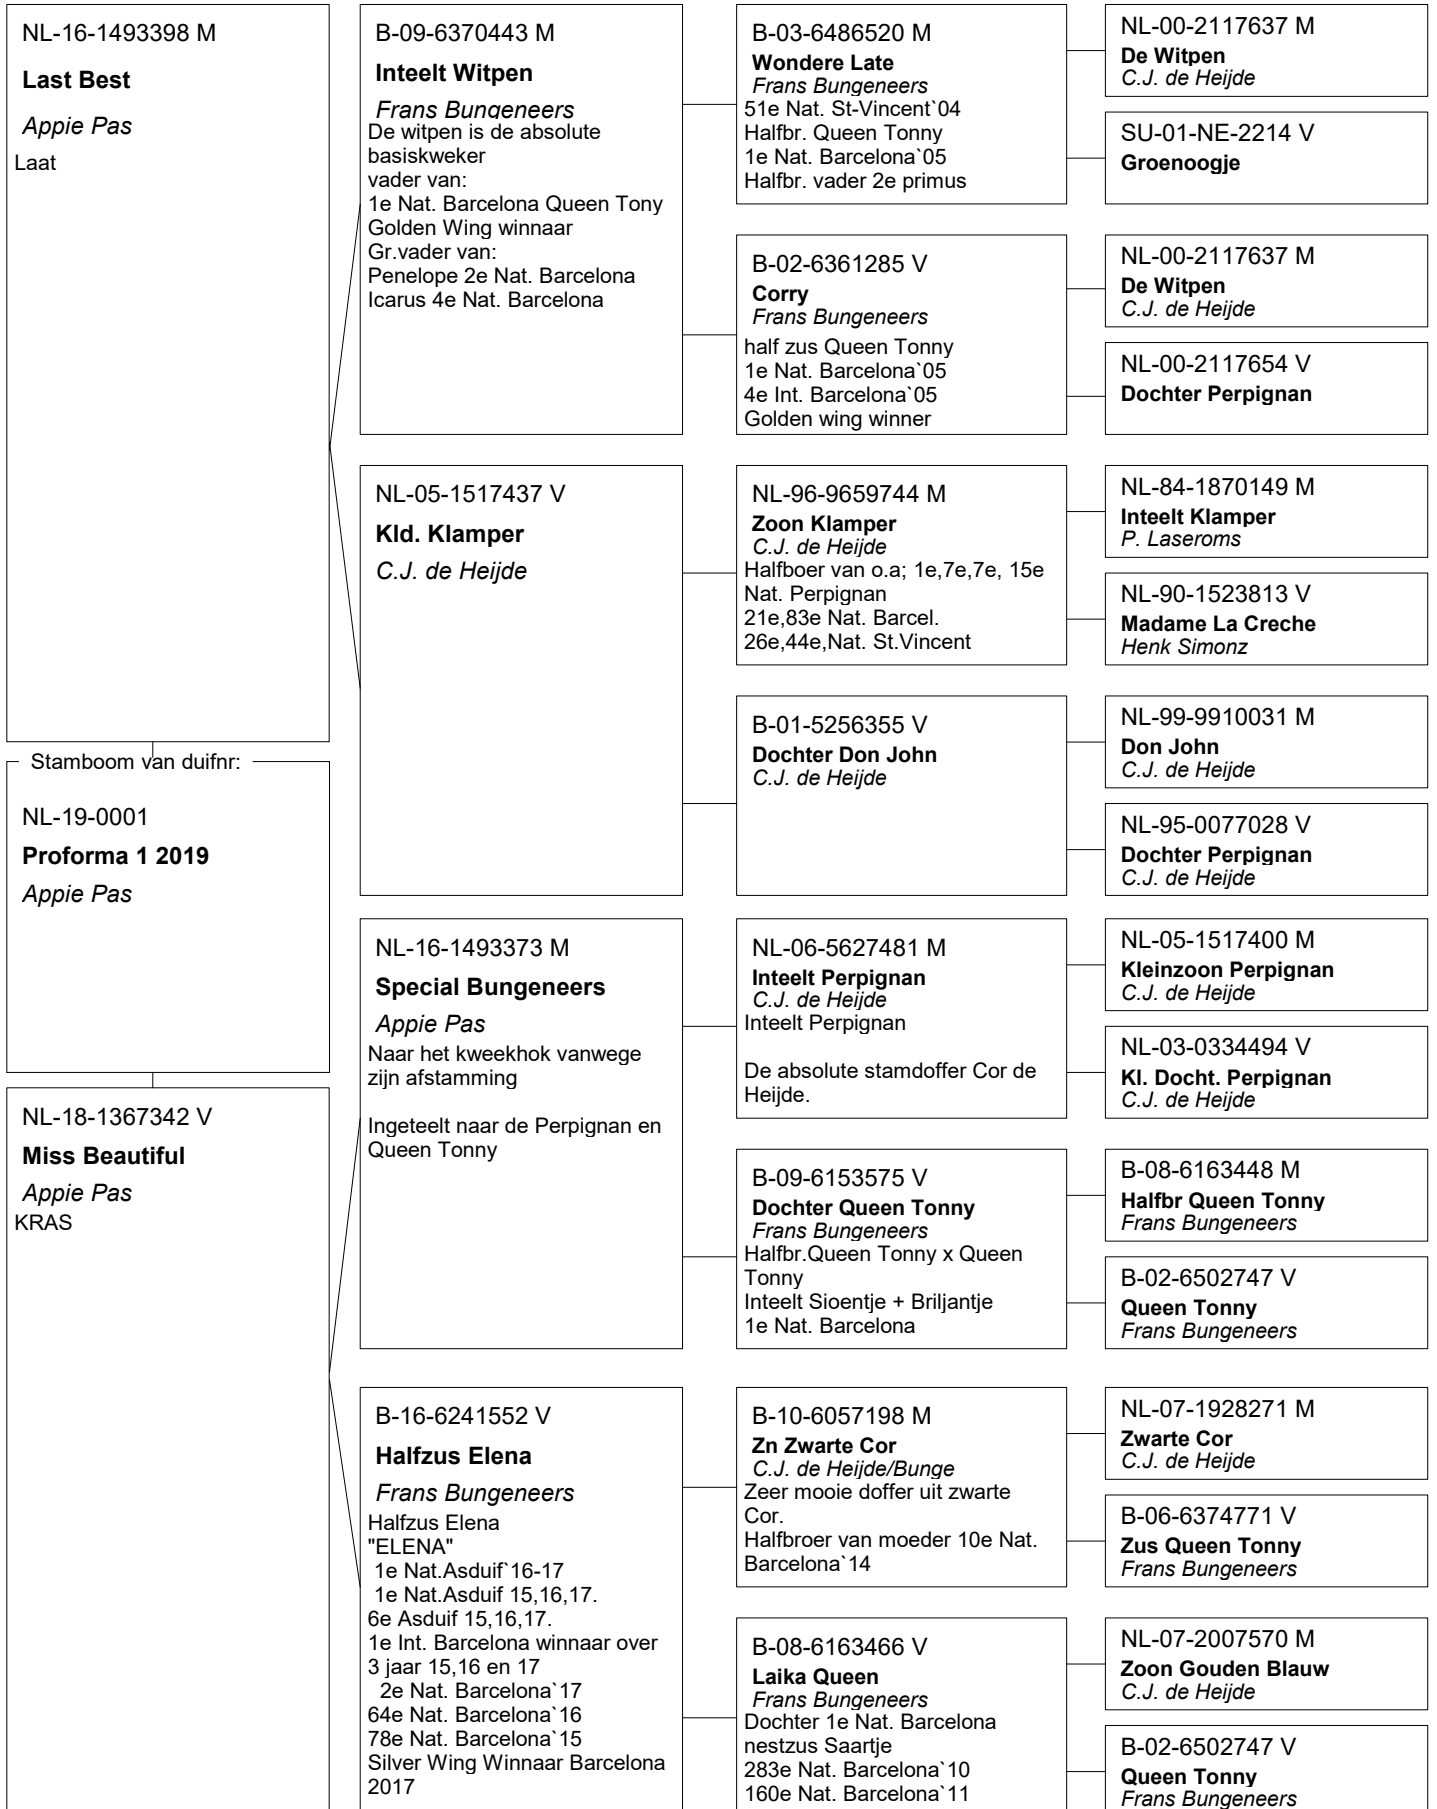 NL-16-1493398 M
Last Best
Appie Pas
Laat
Stamboom van duifnr:
NL-19-0001
Proforma 1 2019
Appie Pas
NL-18-1367342 V
Miss Beautiful
Appie Pas
KRAS
B-09-6370443 M
Inteelt Witpen
Frans Bungeneers
De witpen is de absolute
basiskweker
vader van:
1e Nat. Barcelona Queen Tony
Golden Wing winnaar
Gr.vader van:
Penelope 2e Nat. Barcelona
Icarus 4e Nat. Barcelona
NL-05-1517437 V
Kld. Klamper
C.J. de Heijde
NL-16-1493373 M
Special Bungeneers
Appie Pas
Naar het kweekhok vanwege
zijn afstamming
Ingeteelt naar de Perpignan en
Queen Tonny
B-16-6241552 V
Halfzus Elena
Frans Bungeneers
Halfzus Elena
"ELENA"
1e Nat.Asduif`16-17
1e Nat.Asduif 15,16,17.
6e Asduif 15,16,17.
1e Int. Barcelona winnaar over
3 jaar 15,16 en 17
2e Nat. Barcelona`17
64e Nat. Barcelona`16
78e Nat. Barcelona`15
Silver Wing Winnaar Barcelona
2017
B-03-6486520 M
Wondere Late
Frans Bungeneers
51e Nat. St-Vincent`04
Halfbr. Queen Tonny
1e Nat. Barcelona`05
Halfbr. vader 2e primus
B-02-6361285 V
Corry
Frans Bungeneers
half zus Queen Tonny
1e Nat. Barcelona`05
4e Int. Barcelona`05
Golden wing winner
NL-96-9659744 M
Zoon Klamper
C.J. de Heijde
Halfboer van o.a; 1e,7e,7e, 15e
Nat. Perpignan
21e,83e Nat. Barcel.
26e,44e,Nat. St.Vincent
B-01-5256355 V
Dochter Don John
C.J. de Heijde
NL-06-5627481 M
Inteelt Perpignan
C.J. de Heijde
Inteelt Perpignan
De absolute stamdoffer Cor de
Heijde.
B-09-6153575 V
Dochter Queen Tonny
Frans Bungeneers
Halfbr.Queen Tonny x Queen
Tonny
Inteelt Sioentje + Briljantje
1e Nat. Barcelona
B-10-6057198 M
Zn Zwarte Cor
C.J. de Heijde/Bunge
Zeer mooie doffer uit zwarte
Cor.
Halfbroer van moeder 10e Nat.
Barcelona`14
B-08-6163466 V
Laika Queen
Frans Bungeneers
Dochter 1e Nat. Barcelona
nestzus Saartje
283e Nat. Barcelona`10
160e Nat. Barcelona`11
NL-00-2117637 M
De Witpen
C.J. de Heijde
SU-01-NE-2214 V
Groenoogje
NL-00-2117637 M
De Witpen
C.J. de Heijde
NL-00-2117654 V
Dochter Perpignan
NL-84-1870149 M
Inteelt Klamper
P. Laseroms
NL-90-1523813 V
Madame La Creche
Henk Simonz
NL-99-9910031 M
Don John
C.J. de Heijde
NL-95-0077028 V
Dochter Perpignan
C.J. de Heijde
NL-05-1517400 M
Kleinzoon Perpignan
C.J. de Heijde
NL-03-0334494 V
Kl. Docht. Perpignan
C.J. de Heijde
B-08-6163448 M
Halfbr Queen Tonny
Frans Bungeneers
B-02-6502747 V
Queen Tonny
Frans Bungeneers
NL-07-1928271 M
Zwarte Cor
C.J. de Heijde
B-06-6374771 V
Zus Queen Tonny
Frans Bungeneers
NL-07-2007570 M
Zoon Gouden Blauw
C.J. de Heijde
B-02-6502747 V
Queen Tonny
Frans Bungeneers